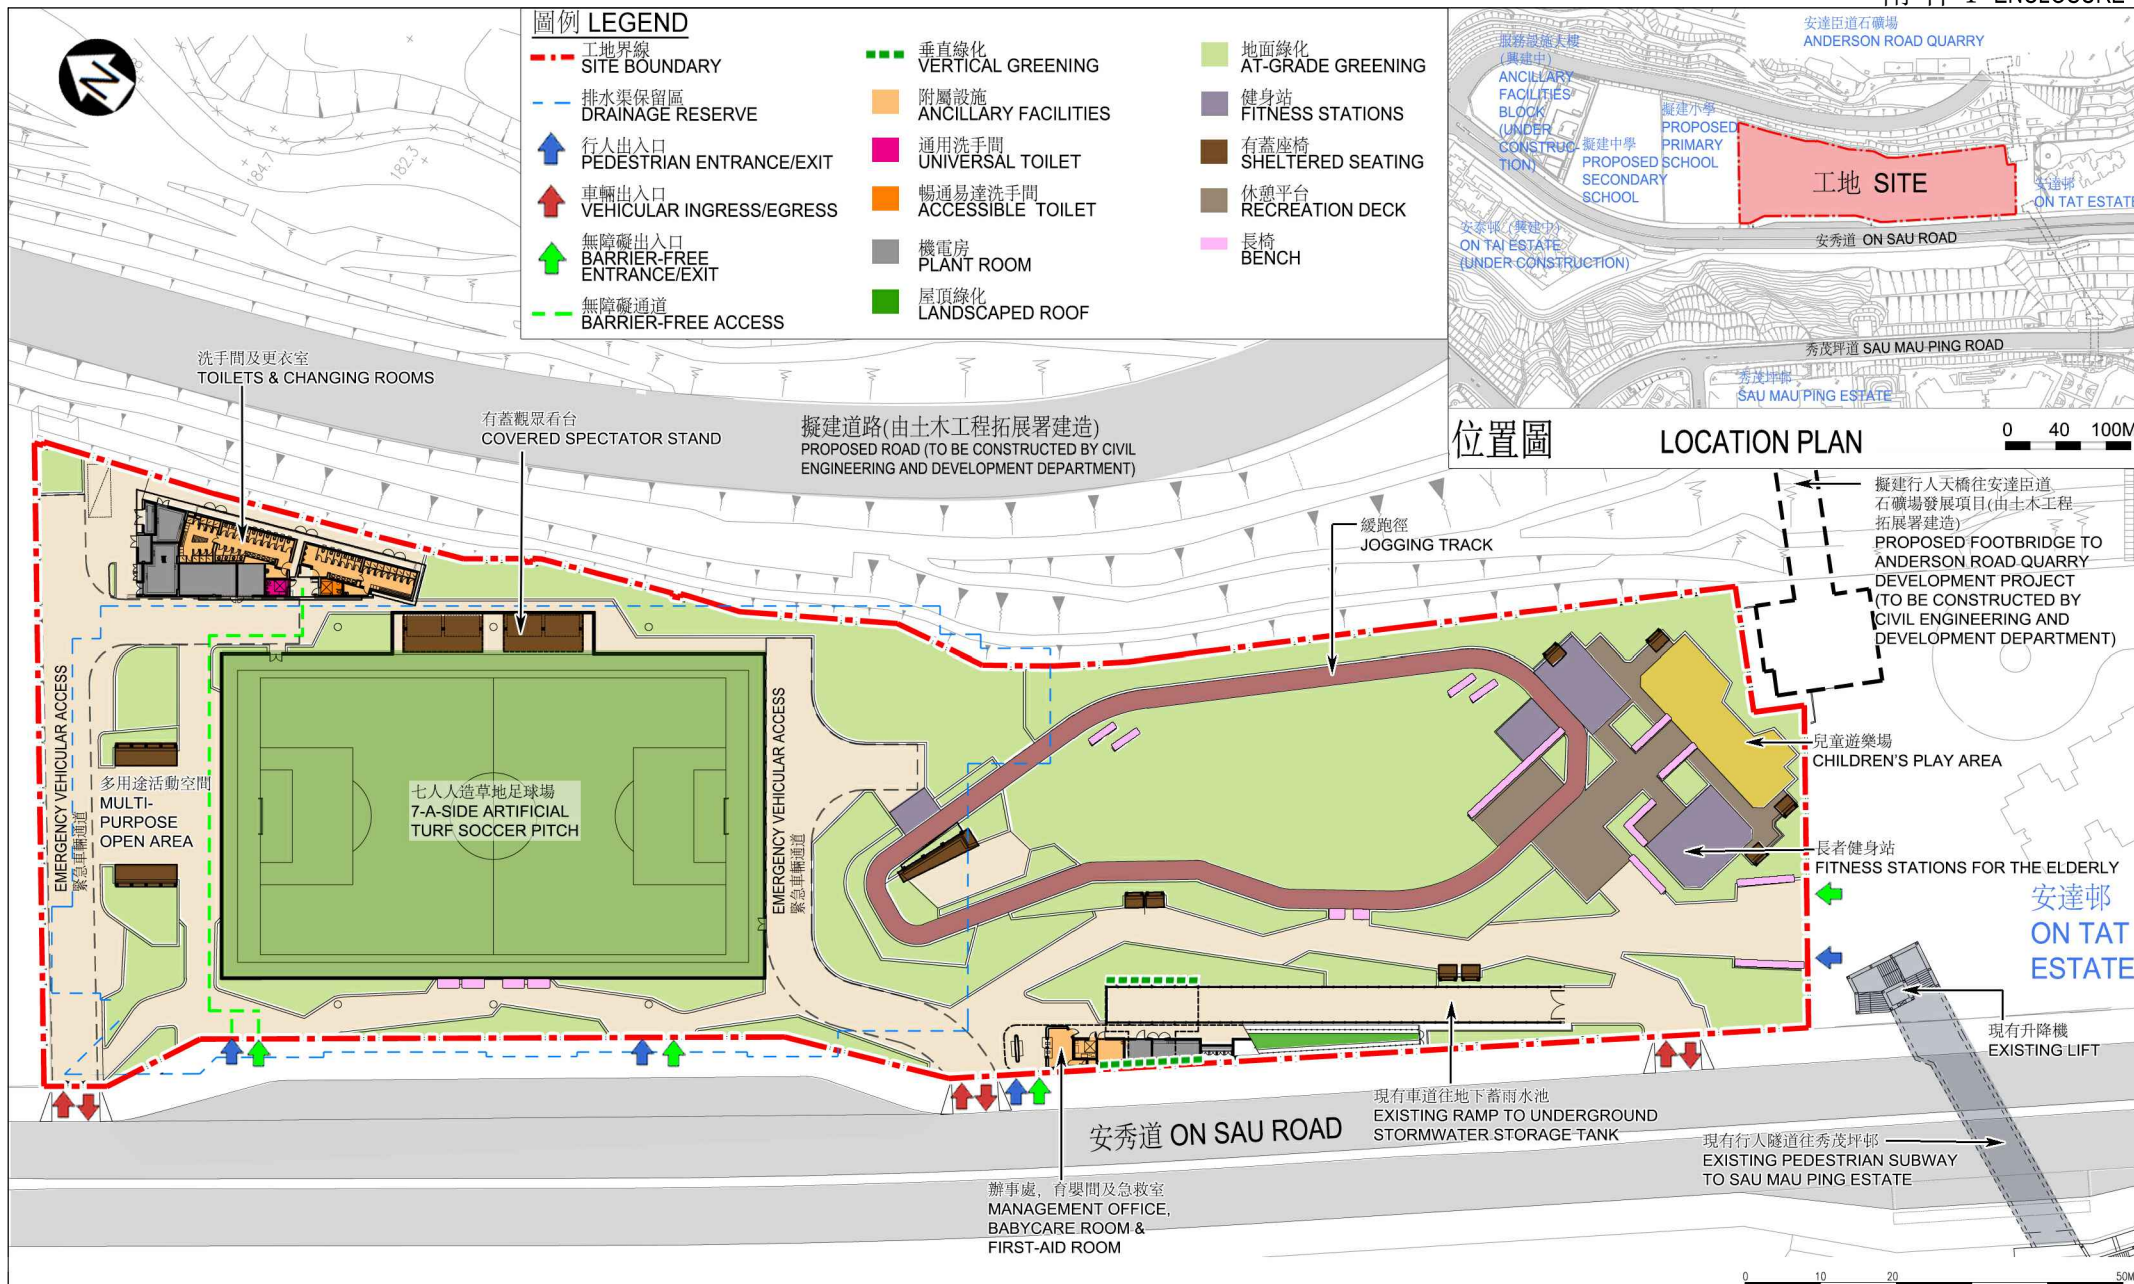 ENCLOSURE
圖例 LEGEND
工地界線
SITE BOUNDARY
排水渠保留區
DRAINAGE RESERVE
行人出入口
PEDESTRIAN ENTRANCE/EXIT
車輛出入口
VEHICULAR INGRESS/EGRESS
無障礙出入口
BARRIER-FREE
ENTRANCE/EXIT
無障礙通道
BARRIER-FREE ACCESS
垂直綠化
VERTICAL GREENING
附屬設施
ANCILLARY FACILITIES
通用洗手間
UNIVERSAL TOILET
暢通易達洗手間
ACCESSIBLE TOILET
機電房
PLANT ROOM
屋頂綠化
LANDSCAPED ROOF
地面綠化
AT-GRADE GREENING
健身站
FITNESS STATIONS
有蓋座椅
SHELTERED SEATING
休憩平台
RECREATION DECK
長椅
BENCH
N
184.7
182.3
安達臣道石礦場
ANDERSON ROAD QUARRY
服務設施大樓
(興建中)
ANCILLARY
FACILITIES
BLOCK
(UNDER
CONSTRUC-
TION)
擬建小學
PROPOSED
PRIMARY
SCHOOL
擬建中學
PROPOSED
SECONDARY
SCHOOL
工地 SITE
安達邨
ON TAT ESTATE
安泰邨 (興建中)
ON TAI ESTATE
(UNDER CONSTRUCTION)
安秀道 ON SAU ROAD
秀茂坪道 SAU MAU PING ROAD
秀茂坪邨
SAU MAU PING ESTATE
位置圖 LOCATION PLAN
0 40 100M
洗手間及更衣室
TOILETS & CHANGING ROOMS
有蓋觀眾看台
COVERED SPECTATOR STAND
擬建道路(由土木工程拓展署建造)
PROPOSED ROAD (TO BE CONSTRUCTED BY CIVIL
ENGINEERING AND DEVELOPMENT DEPARTMENT)
緩跑徑
JOGGING TRACK
擬建行人天橋往安達臣道
石礦場發展項目(由土木工程
拓展署建造)
PROPOSED FOOTBRIDGE TO
ANDERSON ROAD QUARRY
DEVELOPMENT PROJECT
(TO BE CONSTRUCTED BY
CIVIL ENGINEERING AND
DEVELOPMENT DEPARTMENT)
EMERGENCY VEHICULAR ACCESS
緊急車輛通道
多用途活動空間
MULTI-
PURPOSE
OPEN AREA
七人人造草地足球場
7-A-SIDE ARTIFICIAL
TURF SOCCER PITCH
EMERGENCY VEHICULAR ACCESS
緊急車輛通道
兒童遊樂場
CHILDREN'S PLAY AREA
長者健身站
FITNESS STATIONS FOR THE ELDERLY
安達邨
ON TAT
ESTATE
現有升降機
EXISTING LIFT
現有車道往地下蓄雨水池
EXISTING RAMP TO UNDERGROUND
STORMWATER STORAGE TANK
安秀道 ON SAU ROAD
現有行人隧道往秀茂坪邨
EXISTING PEDESTRIAN SUBWAY
TO SAU MAU PING ESTATE
辦事處，育嬰間及急救室
MANAGEMENT OFFICE,
BABYCARE ROOM &
FIRST-AID ROOM
0 10 20 50M